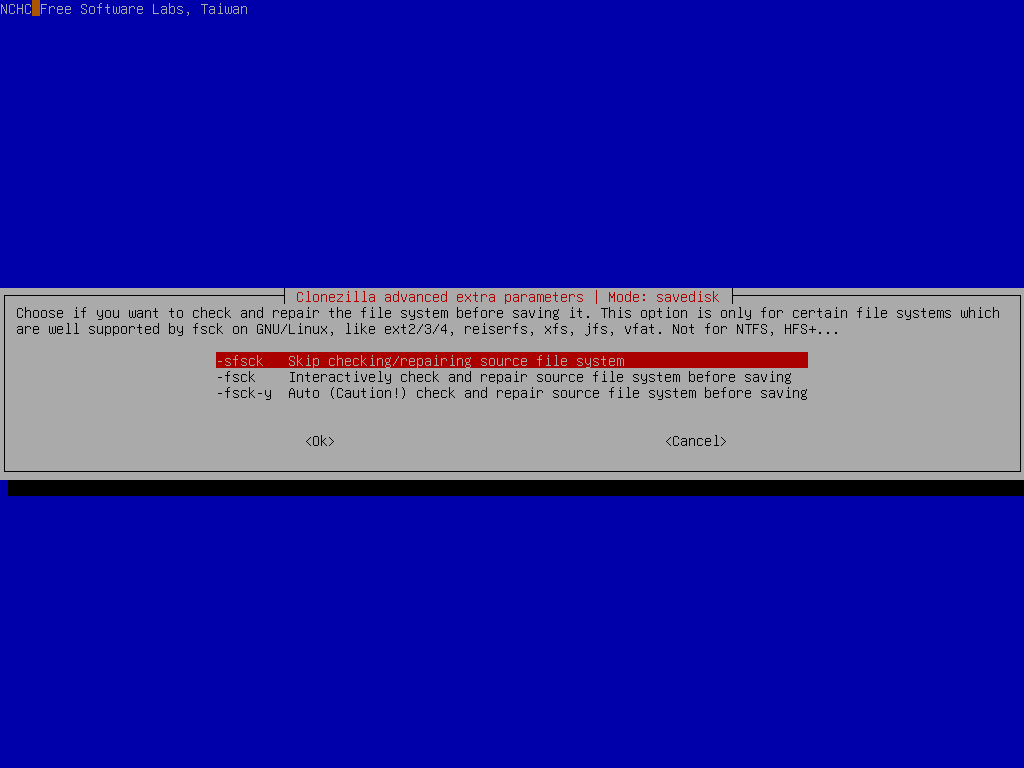 NCHC Free Software Labs, Taiwan
Clonezilla advanced extra parameters | Mode: savedisk
Choose if you want to check and repair the file system before saving it. This option is only for certain file systems which
are well supported by fsck on GNU/Linux, like ext2/3/4, reiserfs, xfs, jfs, vfat. Not for NTFS, HFS+...
-sfsck Skip checking/repairing source file system
-fsck Interactively check and repair source file system before saving
-fsck-y Auto (Caution!) check and repair source file system before saving
<Ok> <Cancel>